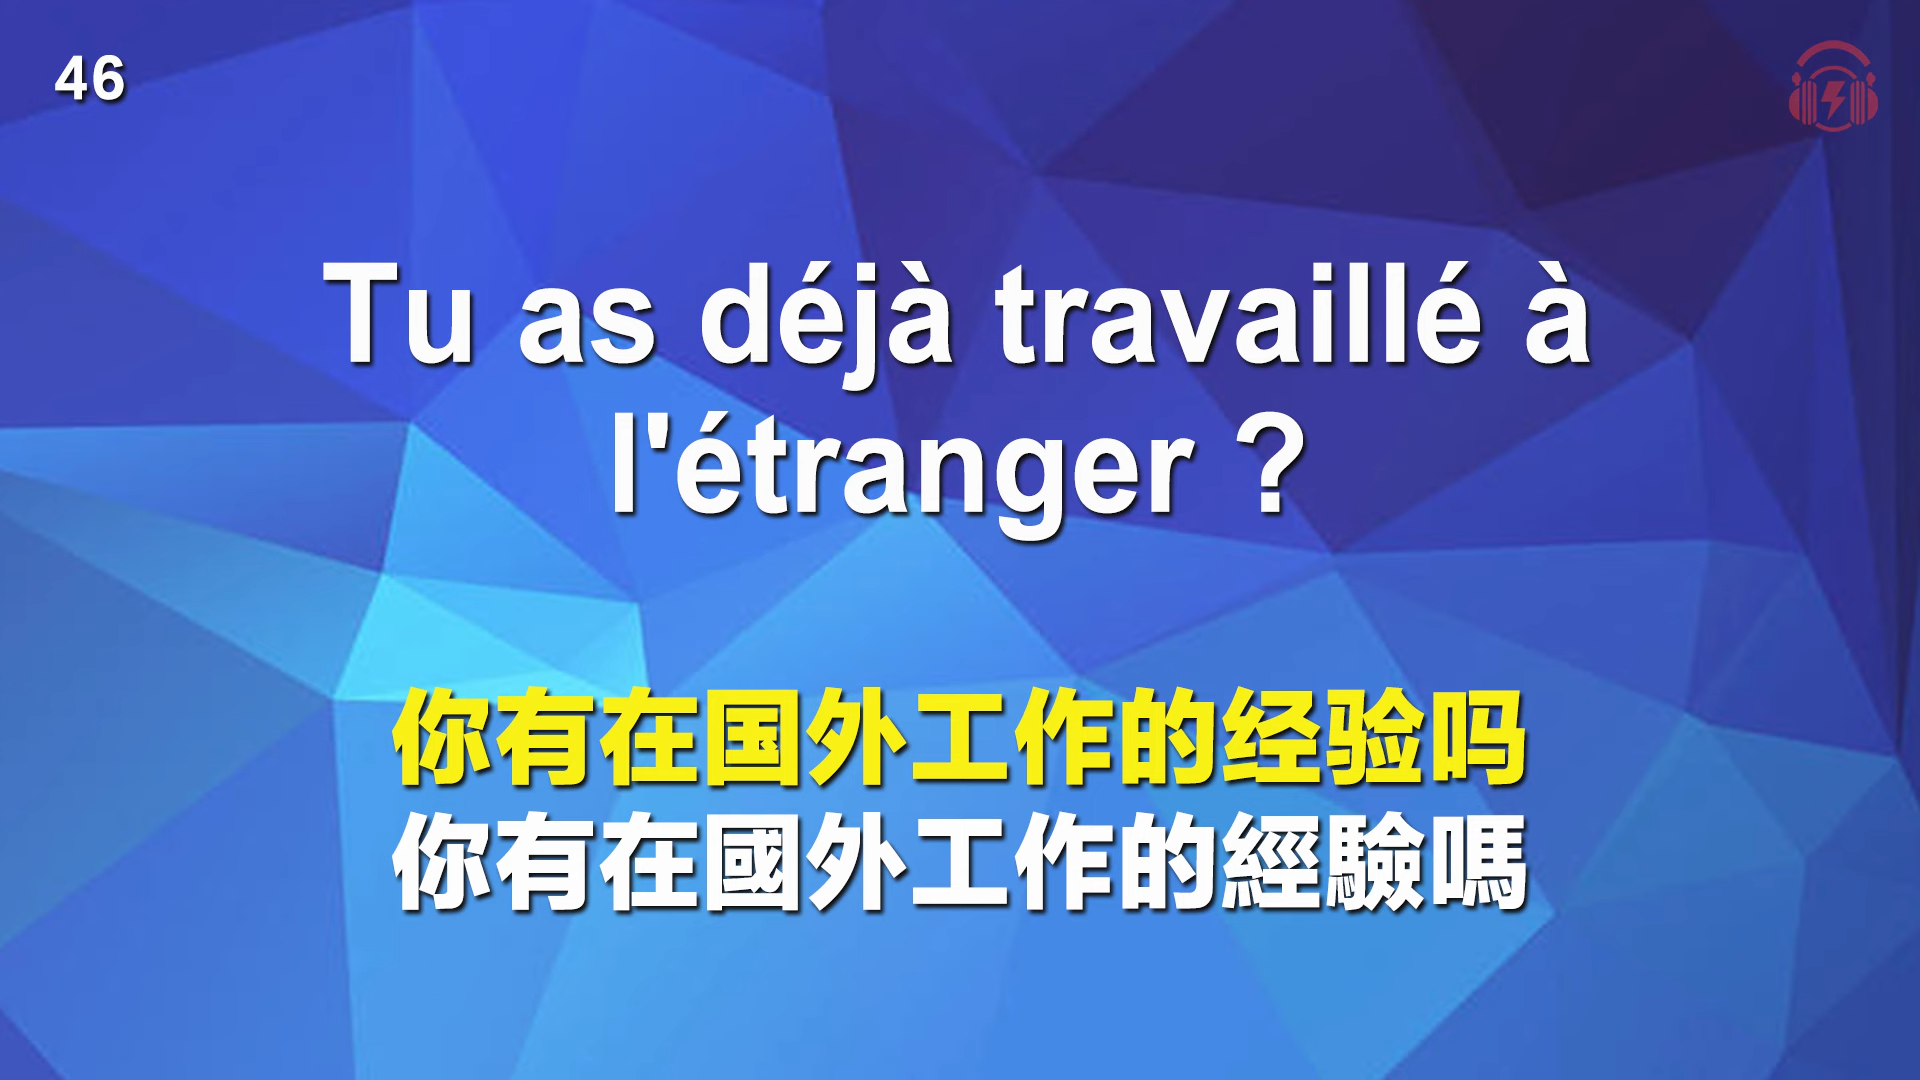 46
Tu as déjà travaillé à
l'étranger ?
你有在国外工作的经验吗
你有在國外工作的經驗嗎